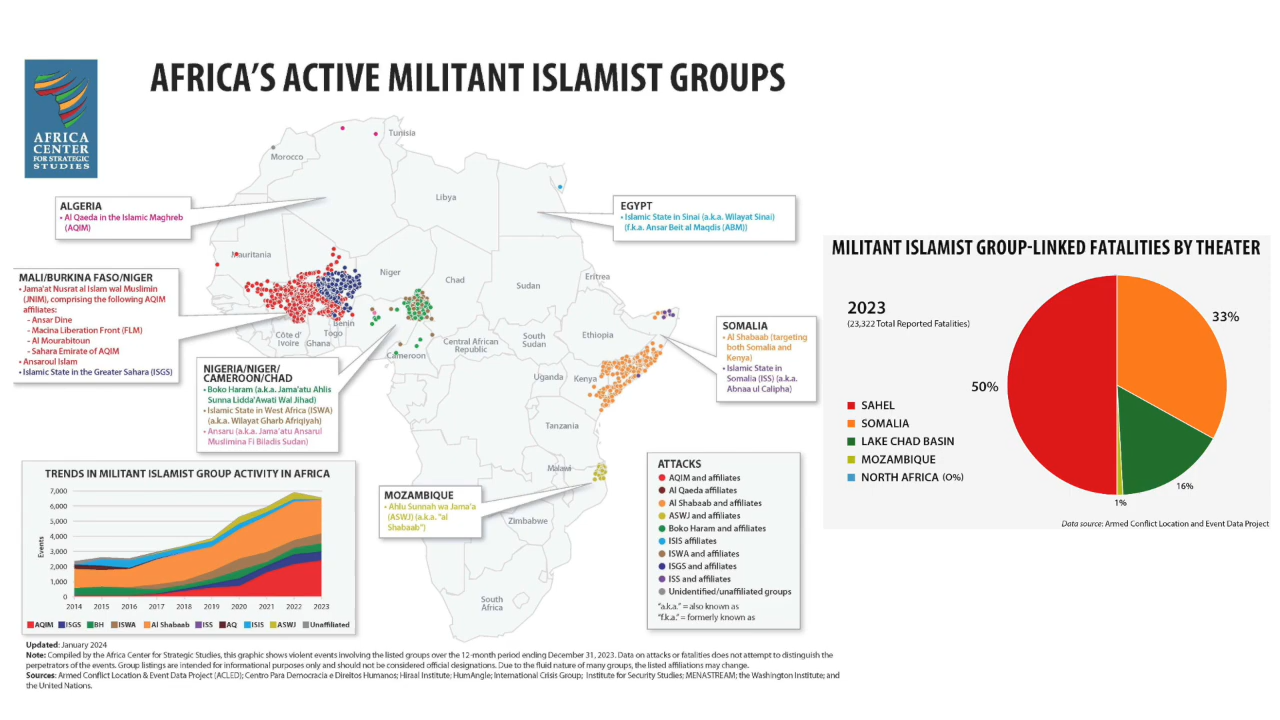 AFRICA'S ACTIVE MILITANT ISLAMIST GROUPS
AFRICA
CENTER
FOR STRATEGIC
STUDIES
Tunisia
Morocco
Libya
Mauritania
Niger
Chad
Sudan
Eritrea
Benin
Togo
Côte d'
Ivoire
Ghana
Cameroon
Central African
Republic
South
Sudan
Ethiopia
Uganda
Kenya
Tanzania
Malawi
Zimbabwe
South
Africa
ALGERIA
• Al Qaeda in the Islamic Maghreb
(AQIM)
EGYPT
• Islamic State in Sinai (a.k.a. Wilayat Sinai)
(f.k.a. Ansar Beit al Maqdis (ABM))
MALI/BURKINA FASO/NIGER
• Jama'at Nusrat al Islam wal Muslimin
(JNIM), comprising the following AQIM
affiliates:
- Ansar Dine
- Macina Liberation Front (FLM)
- Al Mourabitoun
- Sahara Emirate of AQIM
• Ansaroul Islam
• Islamic State in the Greater Sahara (ISGS)
NIGERIA/NIGER/
CAMEROON/CHAD
• Boko Haram (a.k.a. Jama'atu Ahlis
Sunna Lidda'Awati Wal Jihad)
• Islamic State in West Africa (ISWA)
(a.k.a. Wilayat Gharb Afriqiyah)
• Ansaru (a.k.a. Jama'atu Ansarul
Muslimina Fi Biladis Sudan)
SOMALIA
• Al Shabaab (targeting
both Somalia and
Kenya)
• Islamic State in
Somalia (ISS) (a.k.a.
Abnaa ul Calipha)
MOZAMBIQUE
• Ahlu Sunnah wa Jama'a
(ASWJ) (a.k.a. "al
Shabaab")
ATTACKS
AQIM and affiliates
Al Qaeda affiliates
Al Shabaab and affiliates
ASWJ and affiliates
Boko Haram and affiliates
ISIS affiliates
ISWA and affiliates
ISGS and affiliates
ISS and affiliates
Unidentified/unaffiliated groups
"a.k.a." = also known as
"f.k.a." = formerly known as
TRENDS IN MILITANT ISLAMIST GROUP ACTIVITY IN AFRICA
Events
7,000
6,000
5,000
4,000
3,000
2,000
1,000
0
2014 2015 2016 2017 2018 2019 2020 2021 2022 2023
AQIM ISGS BH ISWA Al Shabaab ISS AQ ISIS ASWJ Unaffiliated
Updated: January 2024
Note: Compiled by the Africa Center for Strategic Studies, this graphic shows violent events involving the listed groups over the 12-month period ending December 31, 2023. Data on attacks or fatalities does not attempt to distinguish the
perpetrators of the events. Group listings are intended for informational purposes only and should not be considered official designations. Due to the fluid nature of many groups, the listed affiliations may change.
Sources: Armed Conflict Location & Event Data Project (ACLED); Centro Para Democracia e Direitos Humanos; Hiraal Institute; HumAngle; International Crisis Group; Institute for Security Studies; MENASTREAM; the Washington Institute; and
the United Nations.
MILITANT ISLAMIST GROUP-LINKED FATALITIES BY THEATER
2023
(23,322 Total Reported Fatalities)
33%
50%
16%
1%
SAHEL
SOMALIA
LAKE CHAD BASIN
MOZAMBIQUE
NORTH AFRICA (0%)
Data source: Armed Conflict Location and Event Data Project